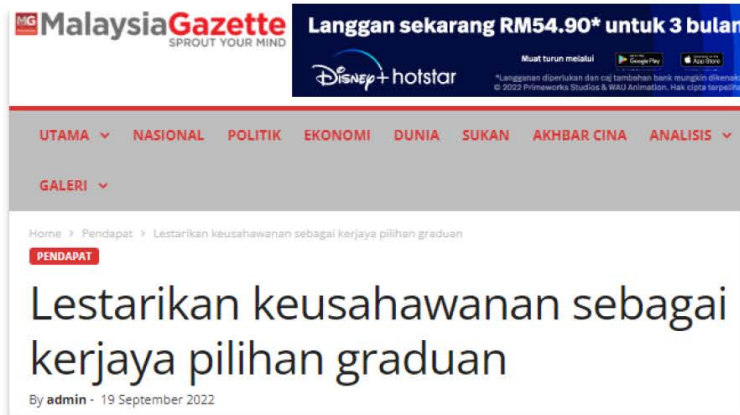 MG MalaysiaGazette
SPROUT YOUR MIND
Langgan sekarang RM54.90* untuk 3 bulan
Muat turun melalui
Google Play
App Store
Disney+ hotstar
*Langganan diperlukan dan caj tambahan bank mungkin dikenaka
© 2022 Primeworks Studios & WAU Animation. Hak cipta terpeliha
UTAMA NASIONAL POLITIK EKONOMI DUNIA SUKAN AKHBAR CINA ANALISIS
GALERI
Home > Pendapat > Lestarikan keusahawanan sebagai kerjaya pilihan graduan
PENDAPAT
Lestarikan keusahawanan sebagai
kerjaya pilihan graduan
By admin - 19 September 2022